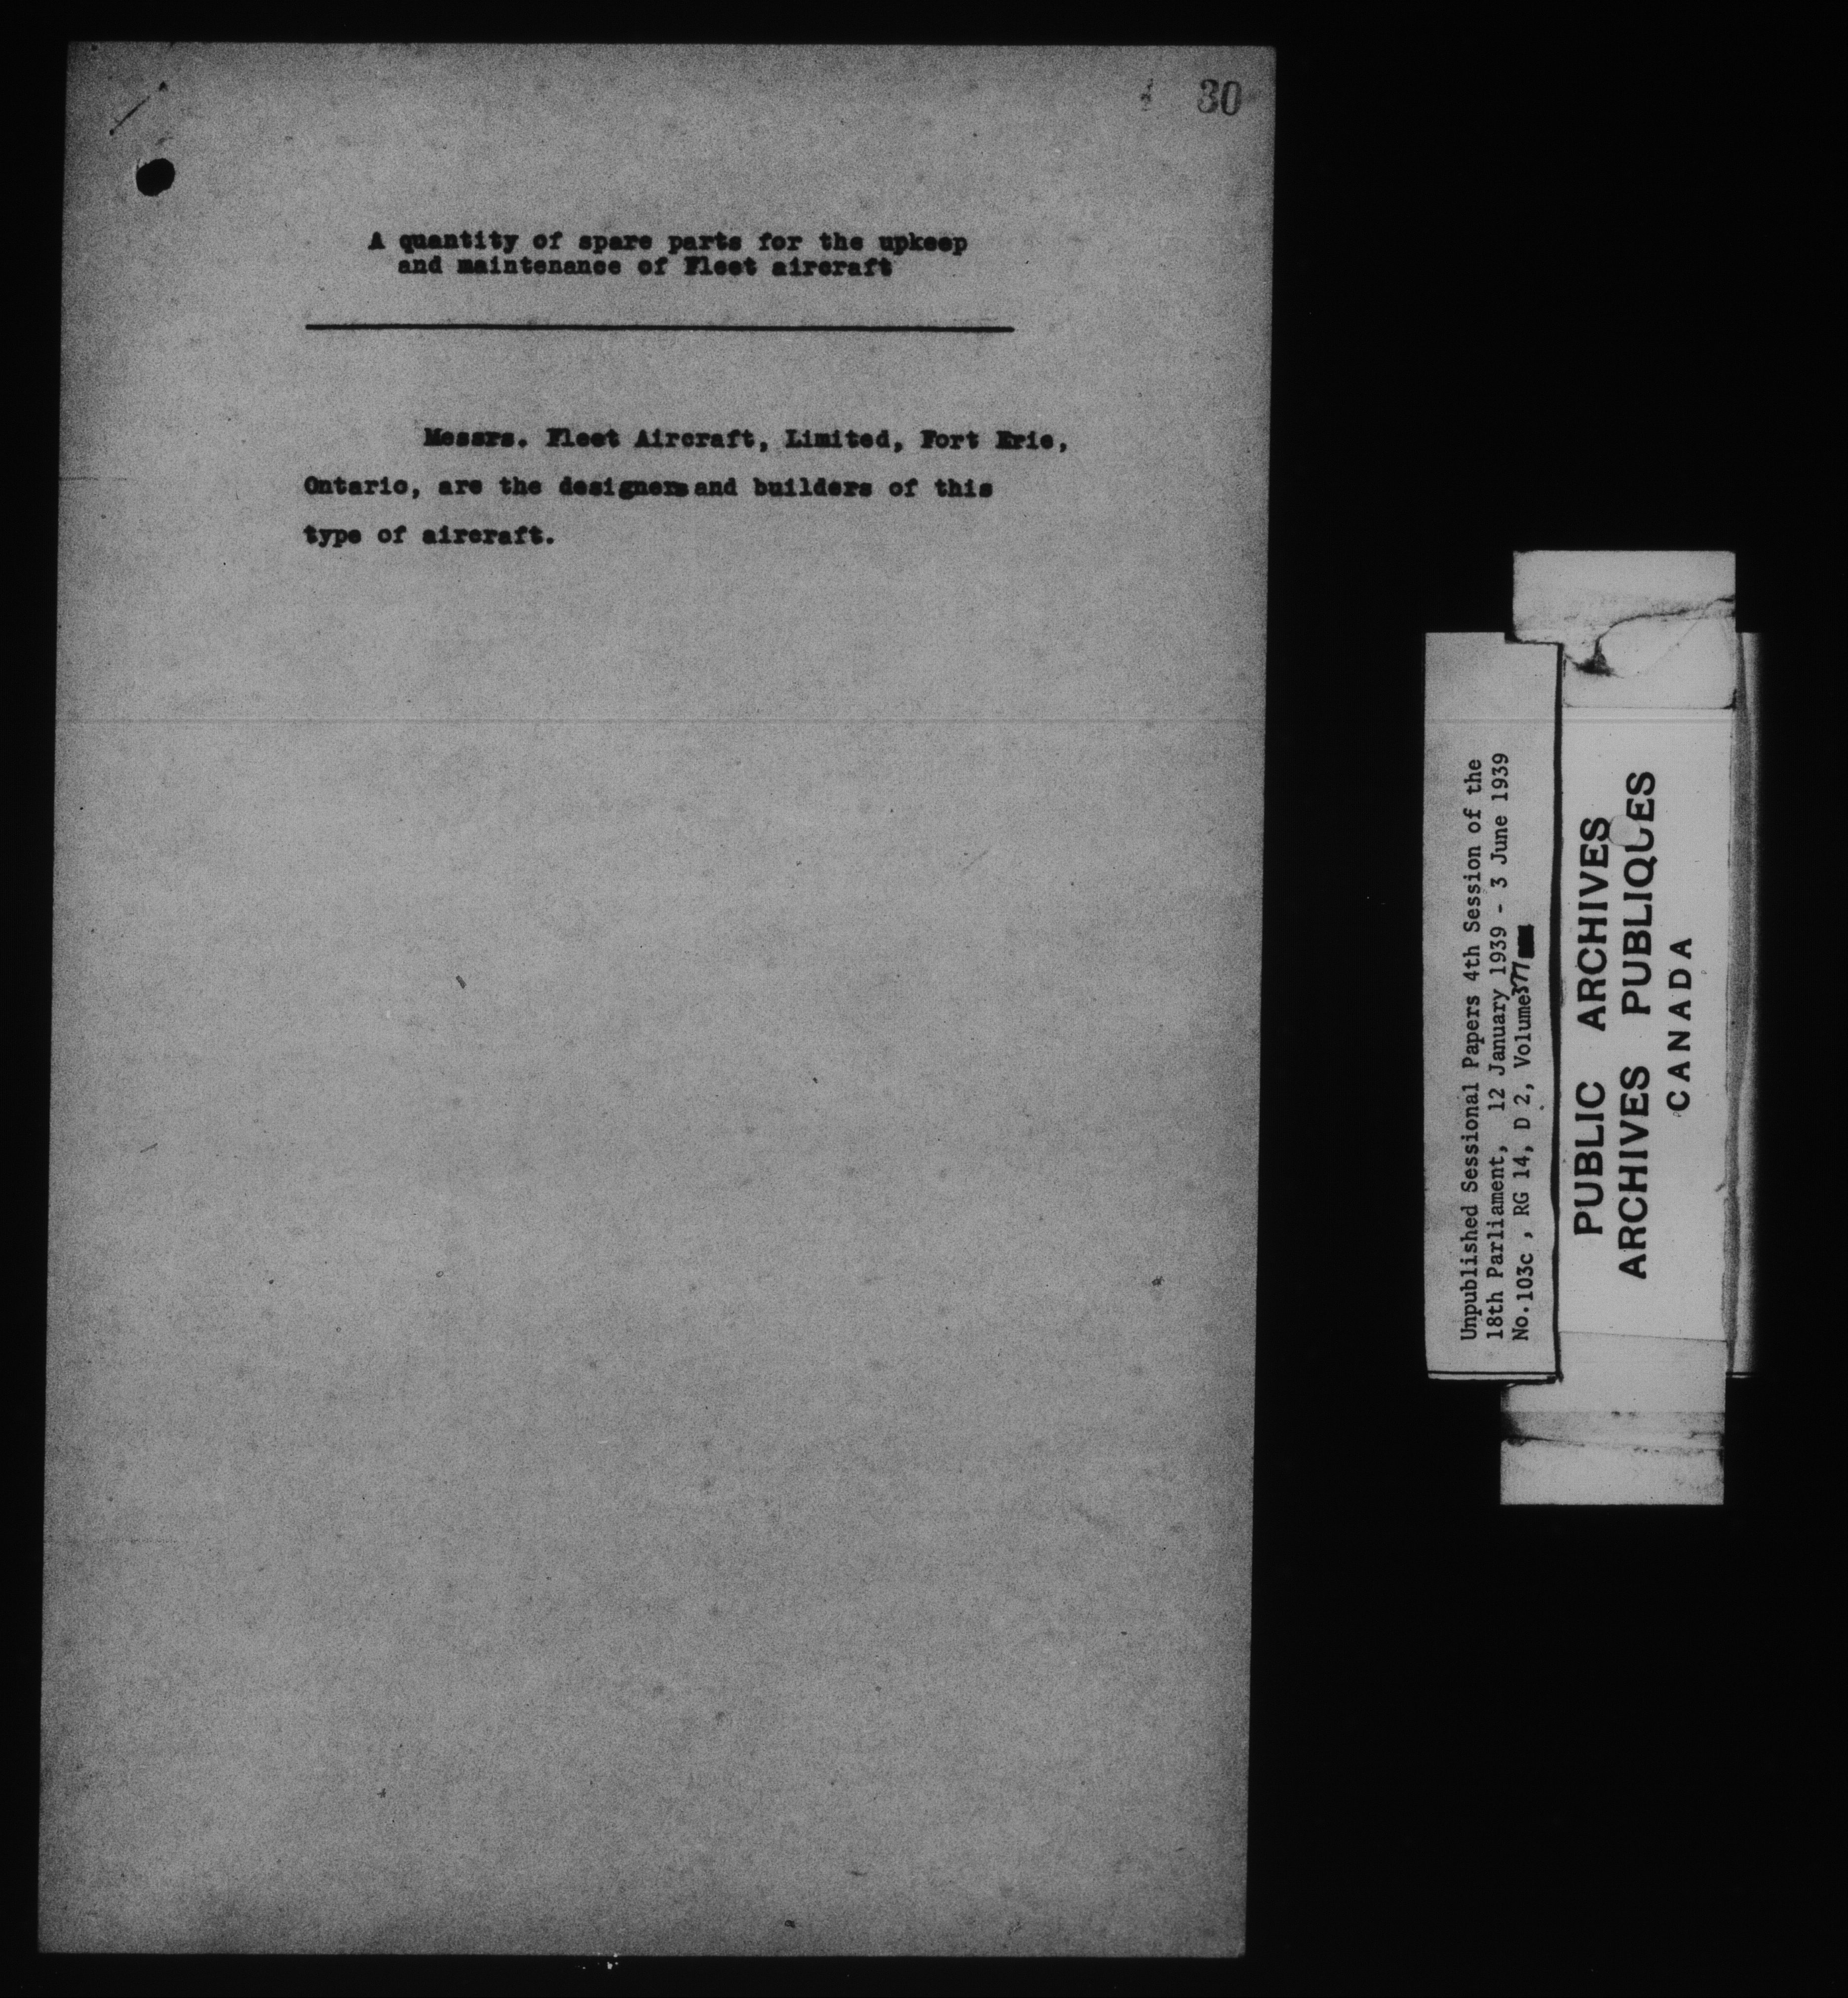 30
A quantity of spare parts for the upkeep
and maintenance of Fleet aircraft
Messrs. Fleet Aircraft, Limited, Fort Erie,
Ontario, are the designers and builders of this
type of aircraft.
Unpublished Sessional Papers 4th Session of the
18th Parliament, 12 January 1939 - 3 June 1939
No.103c , RG 14, D 2, Volume 377
PUBLIC ARCHIVES
ARCHIVES PUBLIQUES
CANADA